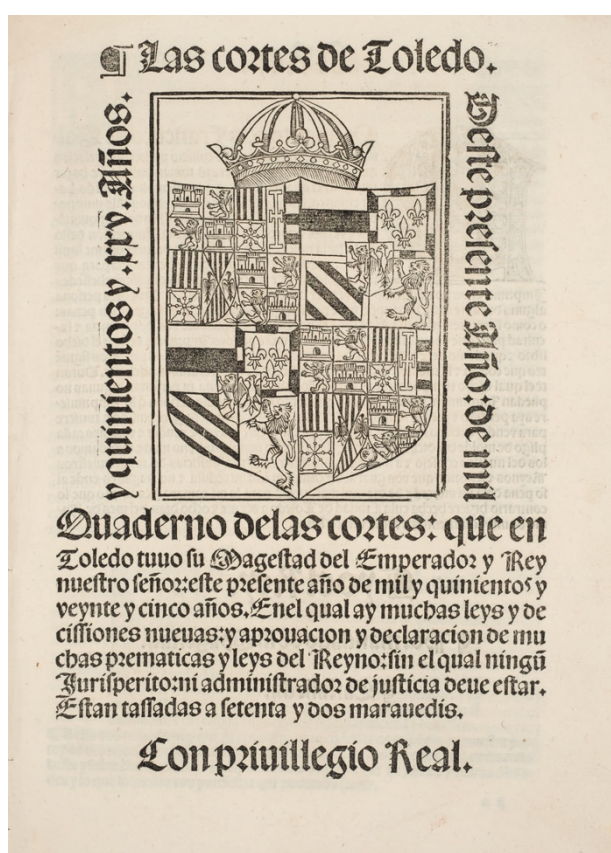 ¶ Las cortes de Toledo.
Deste presente Año: de mil
y quinientos y .xxv. Años.
Quaderno delas cortes: que en
Toledo tuuo su Magestad del Emperador y Rey
nuestro señor: este presente año de mil y quinientos y
veynte y cinco años. Enel qual ay muchas leys y de
cissiones nueuas: y aprouacion y declaracion de mu
chas prematicas y leys del Reyno: sin el qual ningũ
Jurisperito: ni administrador de justicia deue estar.
Estan tassadas a setenta y dos marauedis.
Con priuillegio Real.